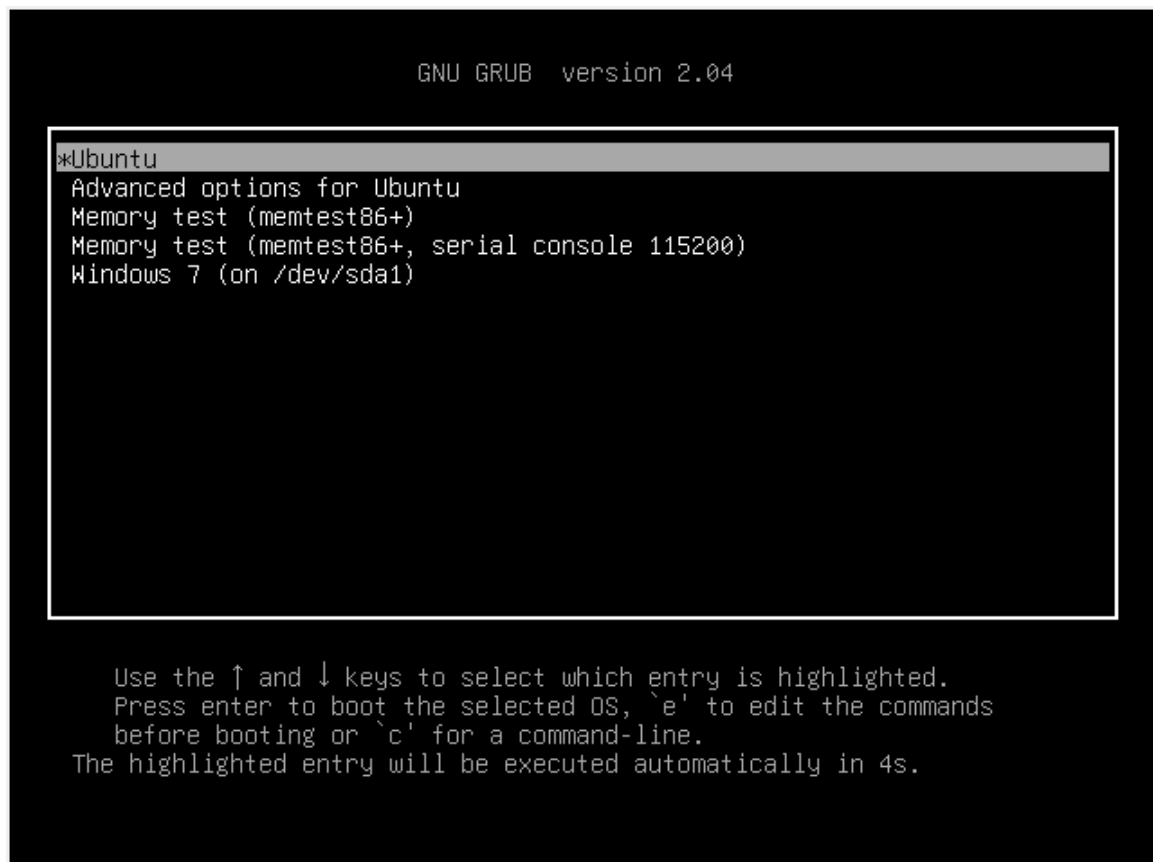 GNU GRUB  version 2.04
*Ubuntu
Advanced options for Ubuntu
Memory test (memtest86+)
Memory test (memtest86+, serial console 115200)
Windows 7 (on /dev/sda1)
Use the ↑ and ↓ keys to select which entry is highlighted.
Press enter to boot the selected OS, `e' to edit the commands
before booting or `c' for a command-line.
The highlighted entry will be executed automatically in 4s.